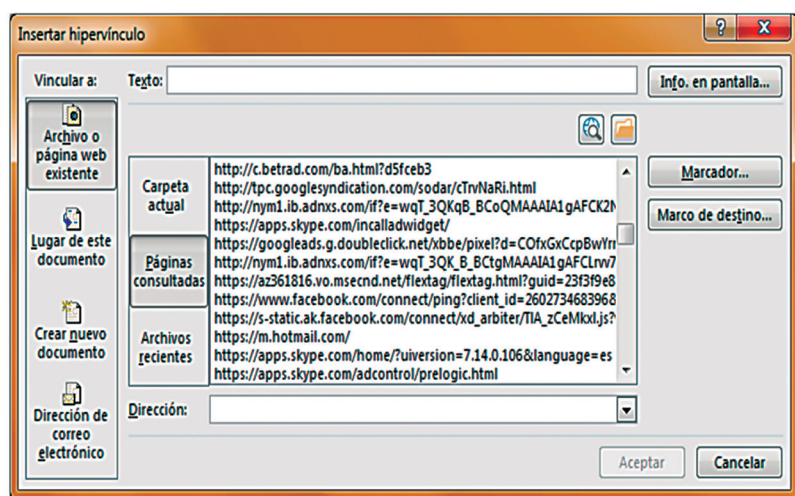 Insertar hipervínculo
Vincular a:
Texto:
Info. en pantalla...
Archivo o
página web
existente
Lugar de este
documento
Crear nuevo
documento
Dirección de
correo
electrónico
Carpeta
actual
Páginas
consultadas
Archivos
recientes
http://c.betrad.com/ba.html?d5fceb3
http://tpc.googlesyndication.com/sodar/cTrvNaRi.html
http://nym1.ib.adnxs.com/if?e=wqT_3QKqB_BCoQMAAAIA1gAFCK2N
https://apps.skype.com/incalladwidget/
https://googleads.g.doubleclick.net/xbbe/pixel?d=COfxGxCcpBwYrr
http://nym1.ib.adnxs.com/if?e=wqT_3QK_B_BCtgMAAAIA1gAFCLrvv7
https://az361816.vo.msecnd.net/flextag/flextag.html?guid=23f3f9e8
https://www.facebook.com/connect/ping?client_id=2602734683968
https://s-static.ak.facebook.com/connect/xd_arbiter/TlA_zCeMkxl.js?
https://m.hotmail.com/
https://apps.skype.com/home/?uiversion=7.14.0.106&language=es
https://apps.skype.com/adcontrol/prelogic.html
Marcador...
Marco de destino...
Dirección:
Aceptar
Cancelar